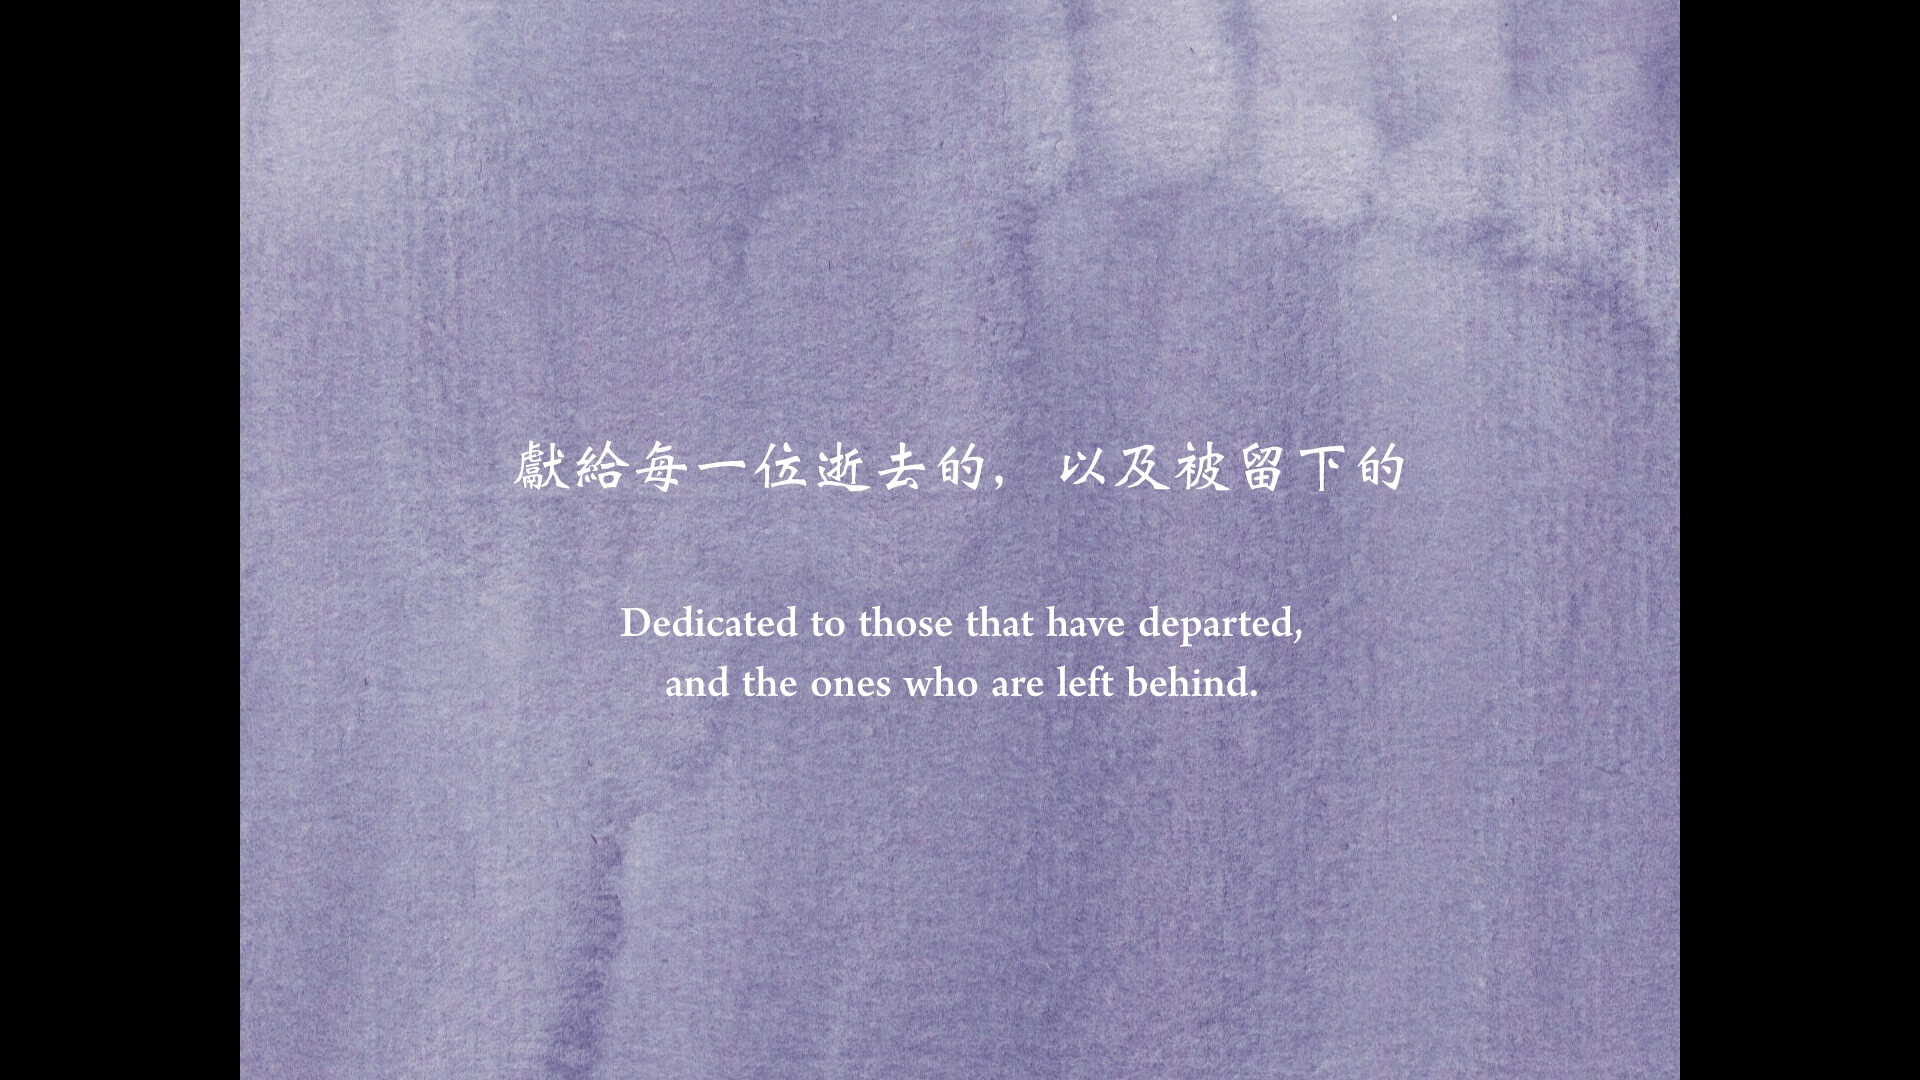 獻給每一位逝去的，以及被留下的
Dedicated to those that have departed,
and the ones who are left behind.